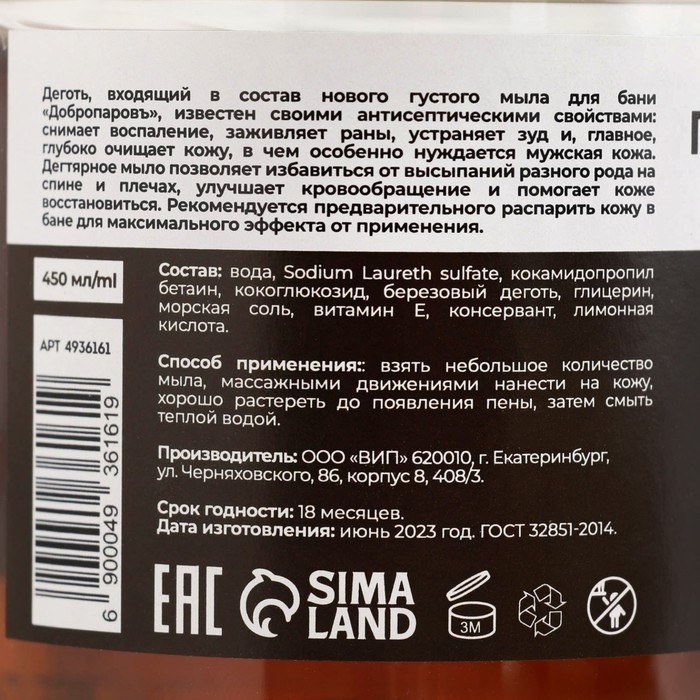 Деготь, входящий в состав нового густого мыла для бани
«Добропаровъ», известен своими антисептическими свойствами:
снимает воспаление, заживляет раны, устраняет зуд и, главное,
глубоко очищает кожу, в чем особенно нуждается мужская кожа.
Дегтярное мыло позволяет избавиться от высыпаний разного рода на
спине и плечах, улучшает кровообращение и помогает коже
восстановиться. Рекомендуется предварительного распарить кожу в
бане для максимального эффекта от применения.
450 мл/ml
АРТ 4936161
6 900049 361619
Состав: вода, Sodium Laureth sulfate, кокамидопропил
бетаин, кокоглюкозид, березовый деготь, глицерин,
морская соль, витамин Е, консервант, лимонная
кислота.
Способ применения:: взять небольшое количество
мыла, массажными движениями нанести на кожу,
хорошо растереть до появления пены, затем смыть
теплой водой.
Производитель: ООО «ВИП» 620010, г. Екатеринбург,
ул. Черняховского, 86, корпус 8, 408/3.
Срок годности: 18 месяцев.
Дата изготовления: июнь 2023 год. ГОСТ 32851-2014.
EAC
SIMA
LAND
3М